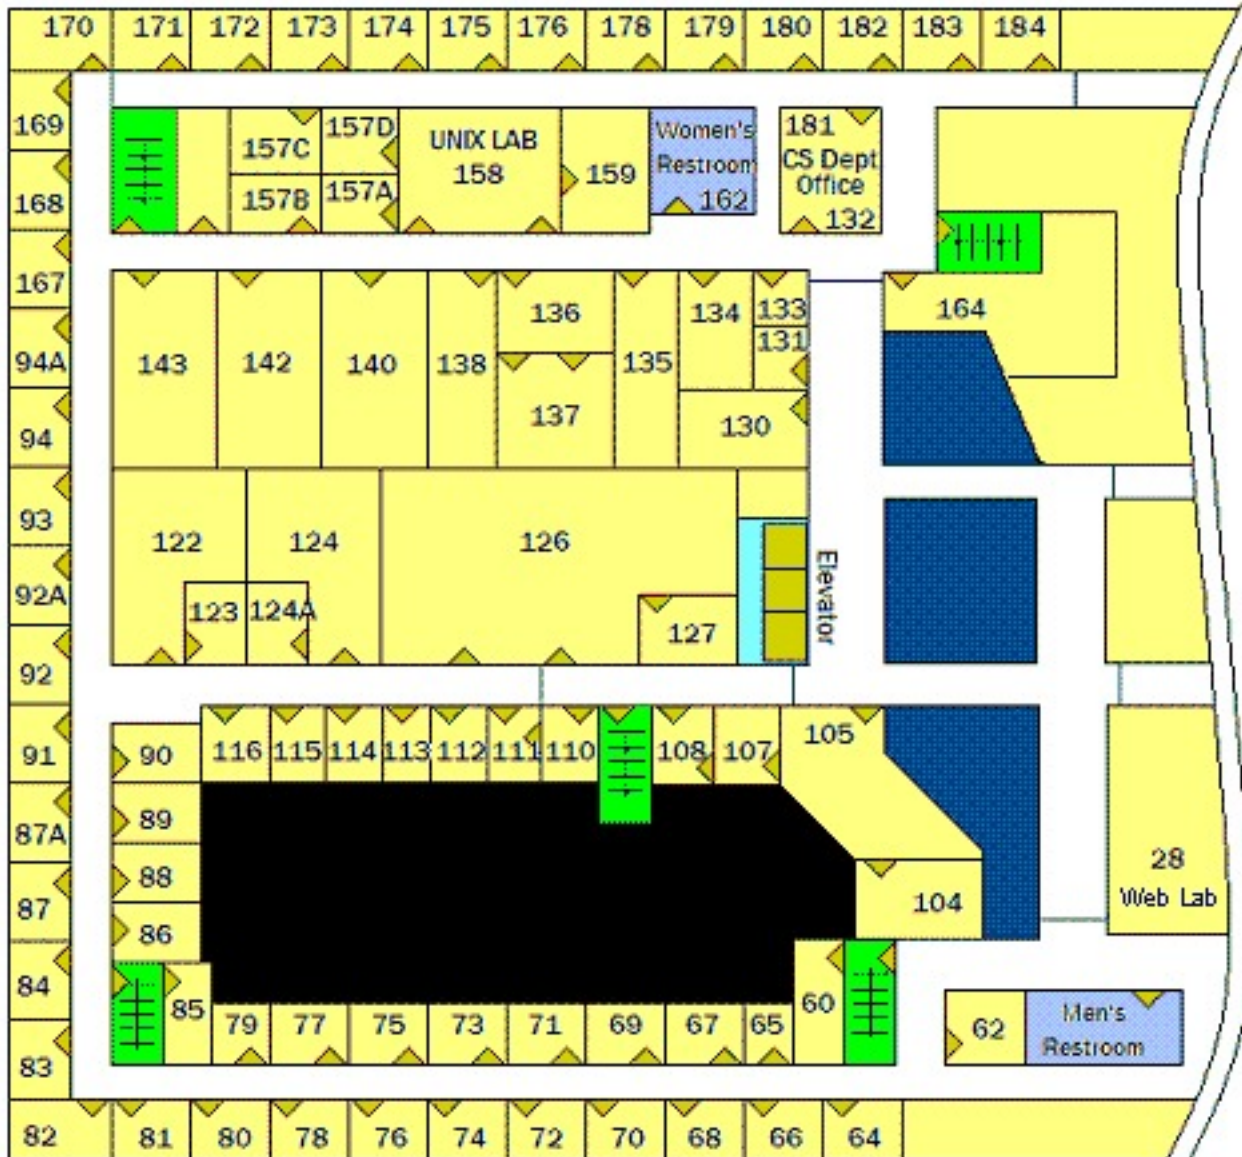 170 171 172 173 174 175 176 178 179 180 182 183 184
169
157C 157D UNIX LAB 159 Women's 181
158 Restroom CS Dept
168 157B 157A 162 Office
132
167
143 142 140 138 136 135 134 133 164
94A 131
137 130
94
93
122 124 126 Elevator
92A 123 124A 127
92
91 90 116 115 114 113 112 111 110 108 107 105
87A 89
88 28
87 86 104 Web Lab
84 85 60
79 77 75 73 71 69 67 65 62 Men's
83 Restroom
82 81 80 78 76 74 72 70 68 66 64